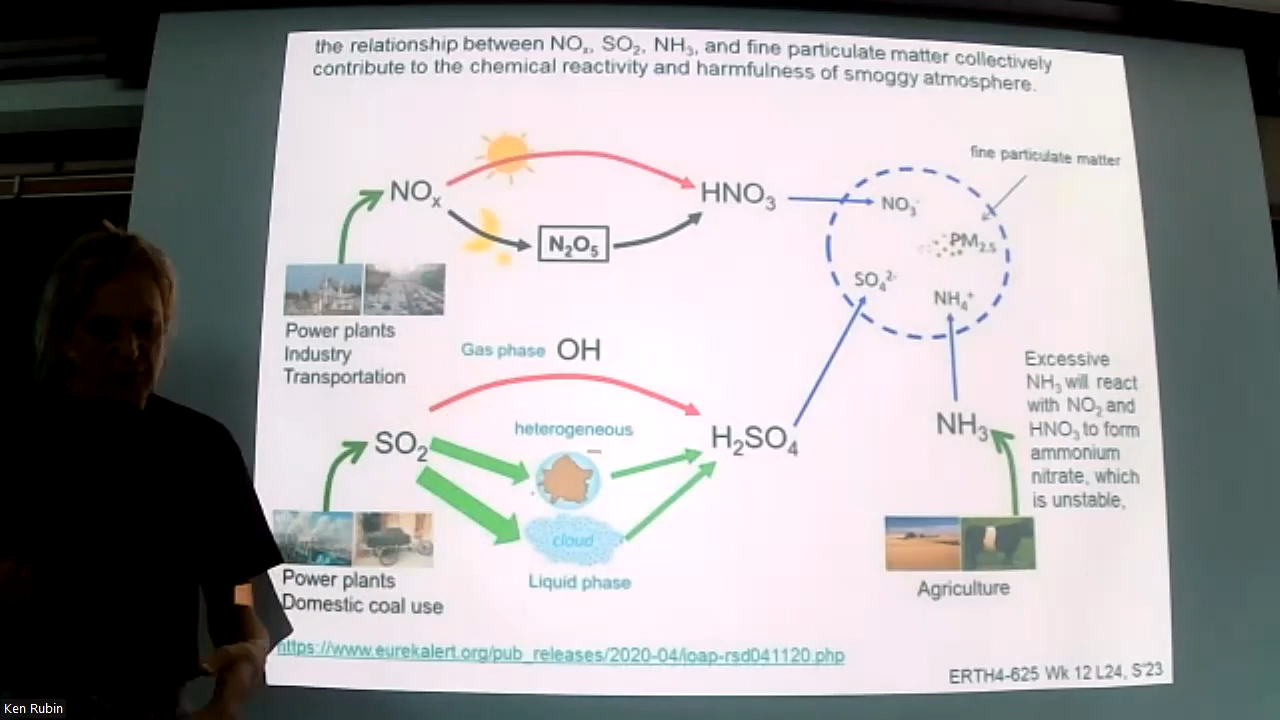 the relationship between NOₓ, SO₂, NH₃, and fine particulate matter collectively
contribute to the chemical reactivity and harmfulness of smoggy atmosphere.
fine particulate matter
NOₓ
HNO₃
NO₃⁻
N₂O₅
PM₂.₅
SO₄²⁻
NH₄⁺
Power plants
Industry
Transportation
Gas phase OH
Excessive
NH₃ will react
with NO₂ and
HNO₃ to form
ammonium
nitrate, which
is unstable,
heterogeneous
SO₂
H₂SO₄
NH₃
cloud
Liquid phase
Power plants
Domestic coal use
Agriculture
https://www.eurekalert.org/pub_releases/2020-04/ioap-rsd041120.php
ERTH4-625 Wk 12 L24, S'23
Ken Rubin